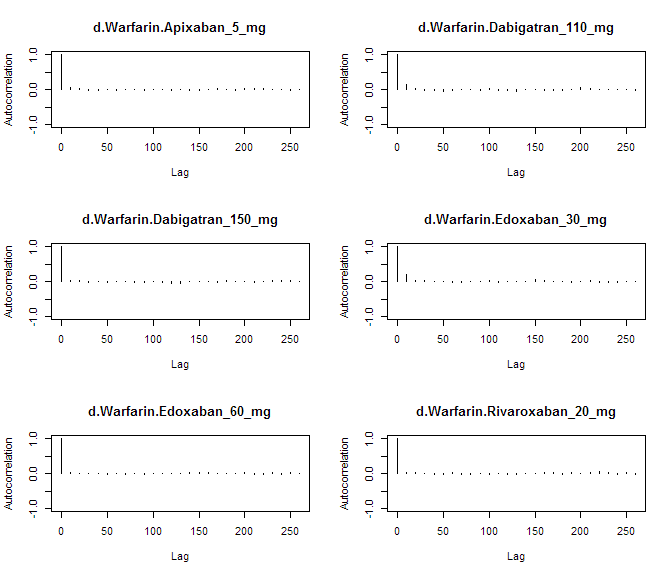 d.Warfarin.Apixaban_5_mg
Autocorrelation
1.0
0.0
-1.0
0 50 100 150 200 250
Lag
d.Warfarin.Dabigatran_110_mg
Autocorrelation
1.0
0.0
-1.0
0 50 100 150 200 250
Lag
d.Warfarin.Dabigatran_150_mg
Autocorrelation
1.0
0.0
-1.0
0 50 100 150 200 250
Lag
d.Warfarin.Edoxaban_30_mg
Autocorrelation
1.0
0.0
-1.0
0 50 100 150 200 250
Lag
d.Warfarin.Edoxaban_60_mg
Autocorrelation
1.0
0.0
-1.0
0 50 100 150 200 250
Lag
d.Warfarin.Rivaroxaban_20_mg
Autocorrelation
1.0
0.0
-1.0
0 50 100 150 200 250
Lag